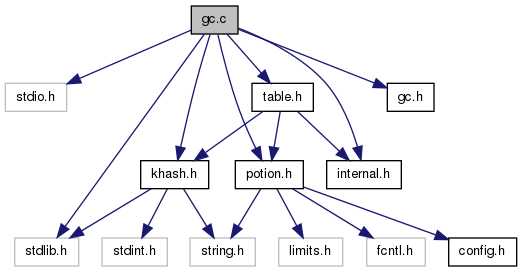 gc.c
stdio.h
table.h
gc.h
khash.h
potion.h
internal.h
stdlib.h
stdint.h
string.h
limits.h
fcntl.h
config.h